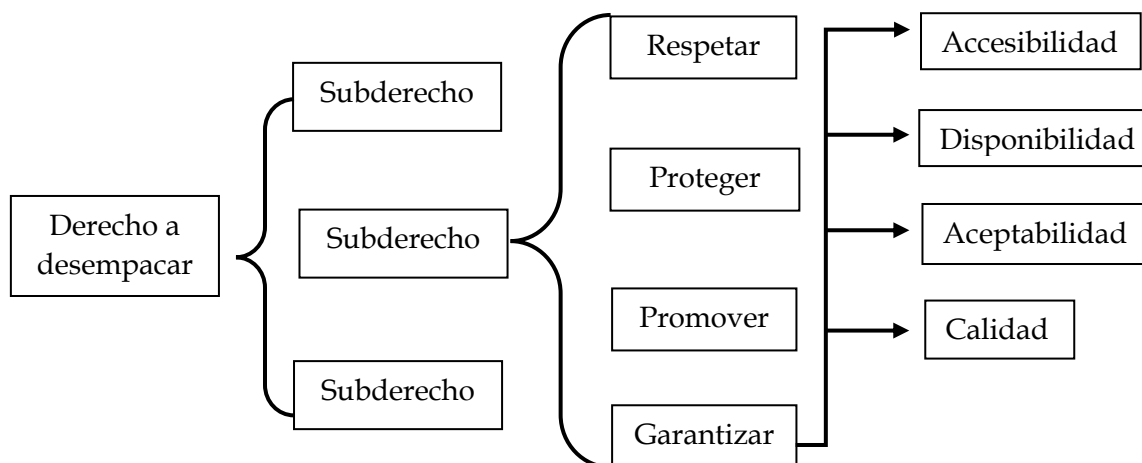 Derecho a
desempacar
Subderecho
Subderecho
Subderecho
Respetar
Proteger
Promover
Garantizar
Accesibilidad
Disponibilidad
Aceptabilidad
Calidad